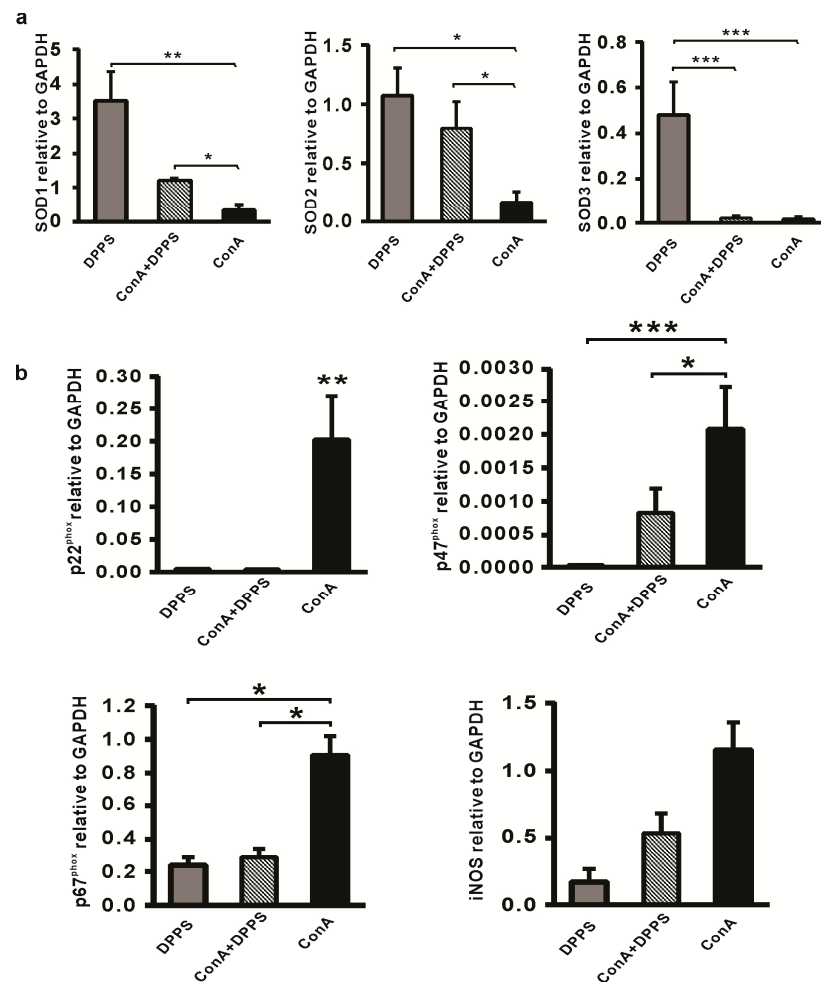 a
SOD1 relative to GAPDH
5
4
3
2
1
0
**
*
DPPS
ConA+DPPS
ConA
SOD2 relative to GAPDH
1.5
1.0
0.5
0.0
*
*
DPPS
ConA+DPPS
ConA
SOD3 relative to GAPDH
0.8
0.6
0.4
0.2
0.0
***
***
DPPS
ConA+DPPS
ConA
b
p22phox relative to GAPDH
0.30
0.25
0.20
0.15
0.10
0.05
0.00
**
DPPS
ConA+DPPS
ConA
p47phox relative to GAPDH
0.0030
0.0025
0.0020
0.0015
0.0010
0.0005
0.0000
***
*
DPPS
ConA+DPPS
ConA
p67phox relative to GAPDH
1.2
1.0
0.8
0.6
0.4
0.2
0.0
*
*
DPPS
ConA+DPPS
ConA
iNOS relative to GAPDH
1.5
1.0
0.5
0.0
DPPS
ConA+DPPS
ConA